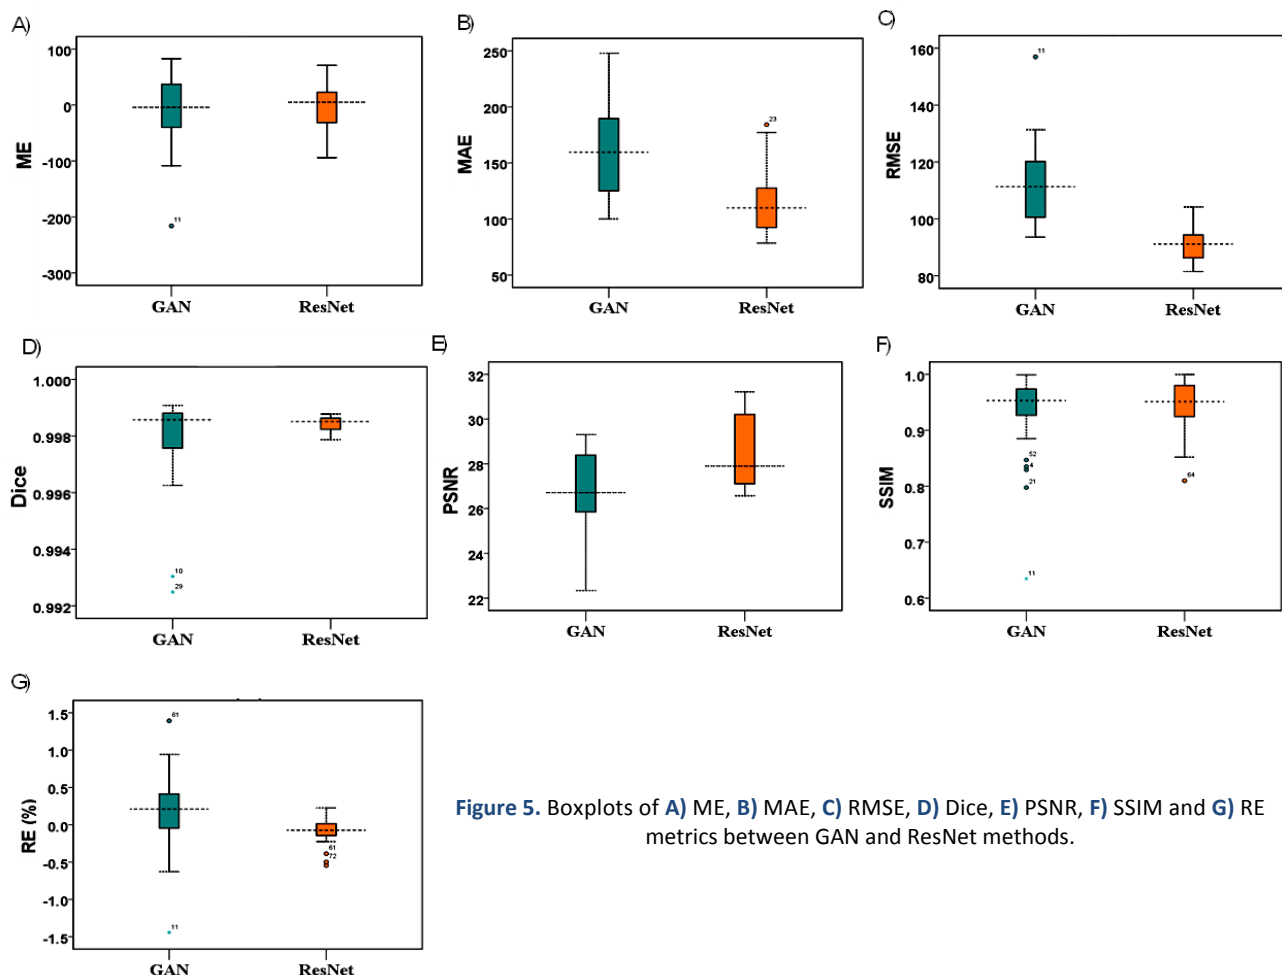 A)
100
0
-100
-200
-300
ME
11
GAN
ResNet
B)
250
200
150
100
50
MAE
23
GAN
ResNet
C)
160
140
120
100
80
RMSE
11
GAN
ResNet
D)
1.000
0.998
0.996
0.994
0.992
Dice
10
29
GAN
ResNet
E)
32
30
28
26
24
22
PSNR
GAN
ResNet
F)
1.0
0.9
0.8
0.7
0.6
SSIM
52
4
21
11
64
GAN
ResNet
G)
1.5
1.0
0.5
0.0
-0.5
-1.0
-1.5
RE (%)
61
11
61
72
GAN
ResNet
Figure 5. Boxplots of A) ME, B) MAE, C) RMSE, D) Dice, E) PSNR, F) SSIM and G) RE
metrics between GAN and ResNet methods.